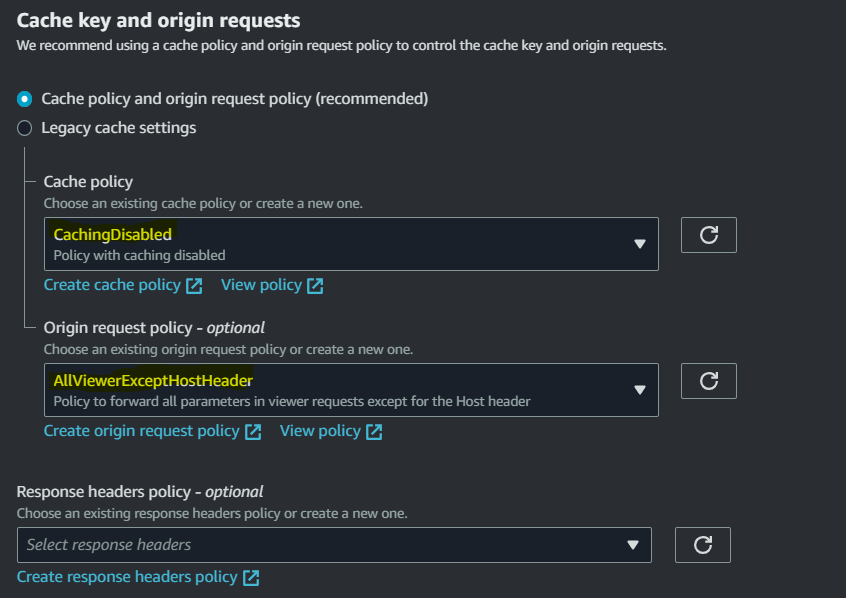 Cache key and origin requests
We recommend using a cache policy and origin request policy to control the cache key and origin requests.
Cache policy and origin request policy (recommended)
Legacy cache settings
Cache policy
Choose an existing cache policy or create a new one.
CachingDisabled
Policy with caching disabled
Create cache policy View policy
Origin request policy - optional
Choose an existing origin request policy or create a new one.
AllViewerExceptHostHeader
Policy to forward all parameters in viewer requests except for the Host header
Create origin request policy View policy
Response headers policy - optional
Choose an existing response headers policy or create a new one.
Select response headers
Create response headers policy